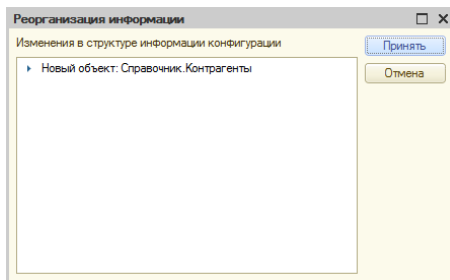 Реорганизация информации
Изменения в структуре информации конфигурации
Принять
Новый объект: Справочник.Контрагенты
Отмена